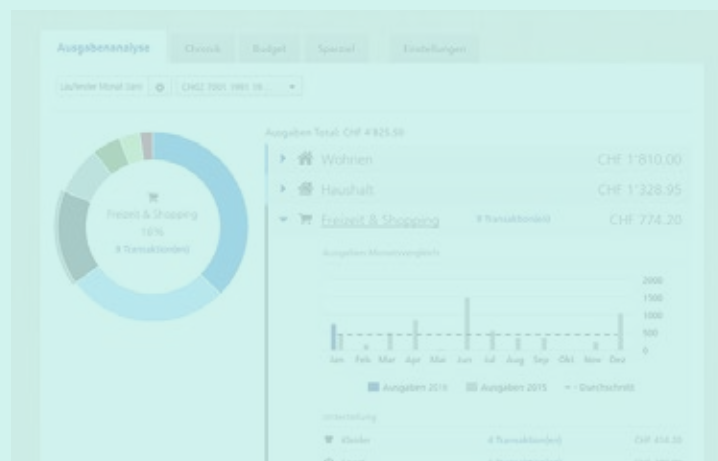 Ausgabenanalyse Chronik Budget Sparziel Einstellungen
Laufender Monat (Jan)
Ausgaben Total: CHF 4'825.50
Wohnen CHF 1'810.00
Haushalt CHF 1'328.95
Freizeit & Shopping 9 Transaktion(en) CHF 774.20
Freizeit & Shopping
16%
9 Transaktion(en)
Ausgaben Monatsvergleich
2000
1500
1000
500
0
Jan Feb Mar Apr Mai Jun Jul Aug Sep Okt Nov Dez
Ausgaben 2016 Ausgaben 2015 Durchschnitt
Unterteilung
Kleider 4 Transaktion(en) CHF